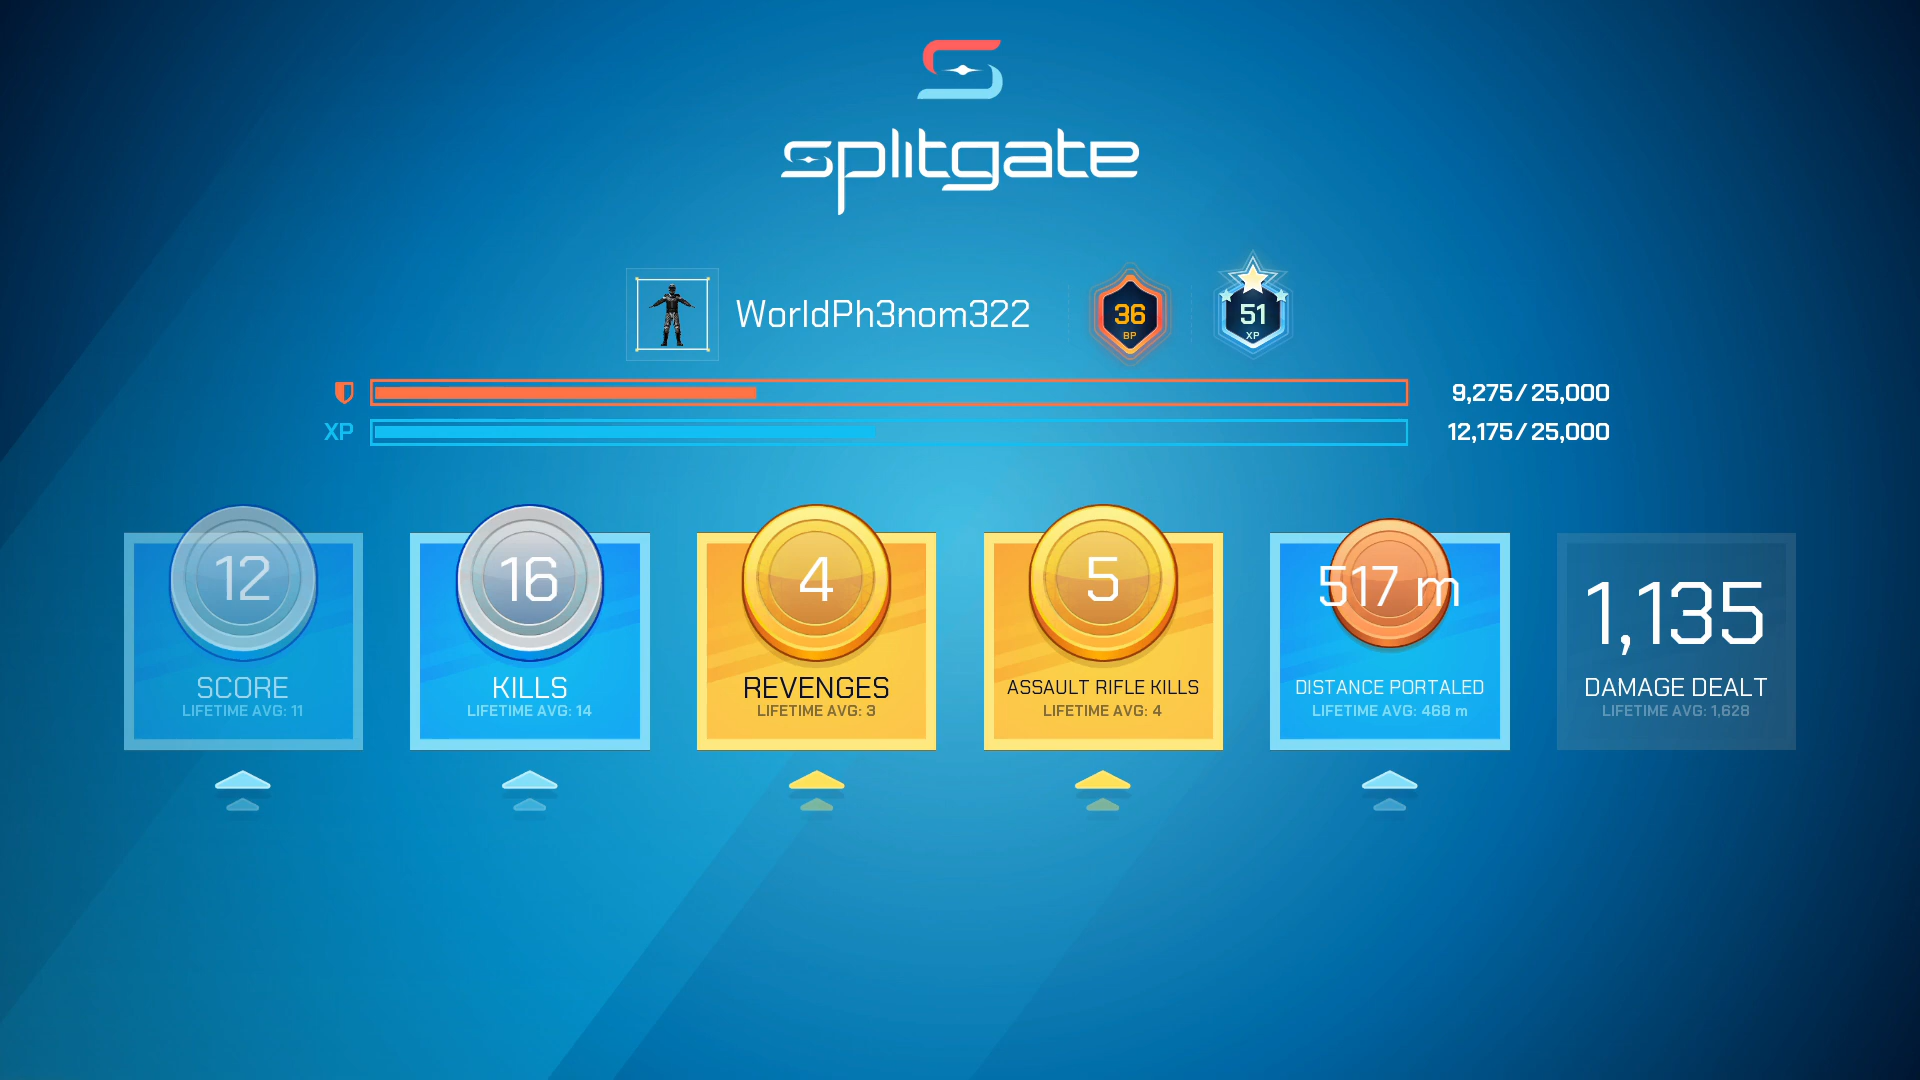 splitgate
WorldPh3nom322
36
BP
51
XP
9,275/25,000
XP
12,175/25,000
12
SCORE
LIFETIME AVG: 11
16
KILLS
LIFETIME AVG: 14
4
REVENGES
LIFETIME AVG: 3
5
ASSAULT RIFLE KILLS
LIFETIME AVG: 4
517 m
DISTANCE PORTALED
LIFETIME AVG: 468 m
1,135
DAMAGE DEALT
LIFETIME AVG: 1,628